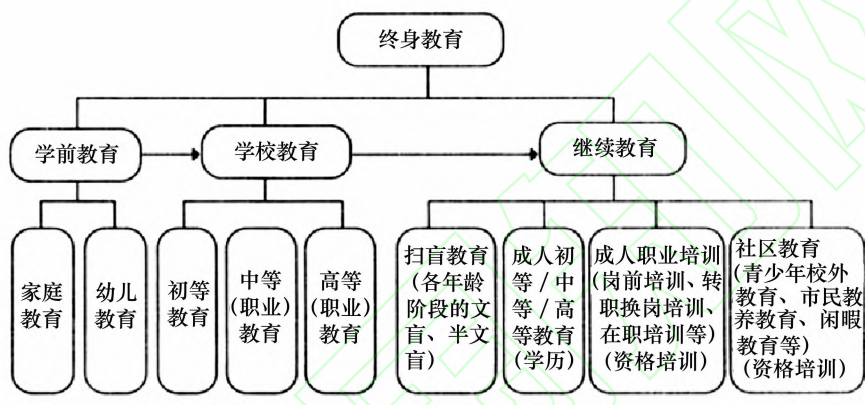 终身教育
学前教育
学校教育
继续教育
家庭
教育
幼儿
教育
初等
教育
中等
(职业)
教育
高等
(职业)
教育
扫盲教育
(各年龄
阶段的文
盲、半文
盲)
成人初
等/中
等/高
等教育
(学历)
成人职业培训
(岗前培训、转
职换岗培训、
在职培训等)
(资格培训)
社区教育
(青少年校外
教育、市民教
养教育、闲暇
教育等)
(资格培训)